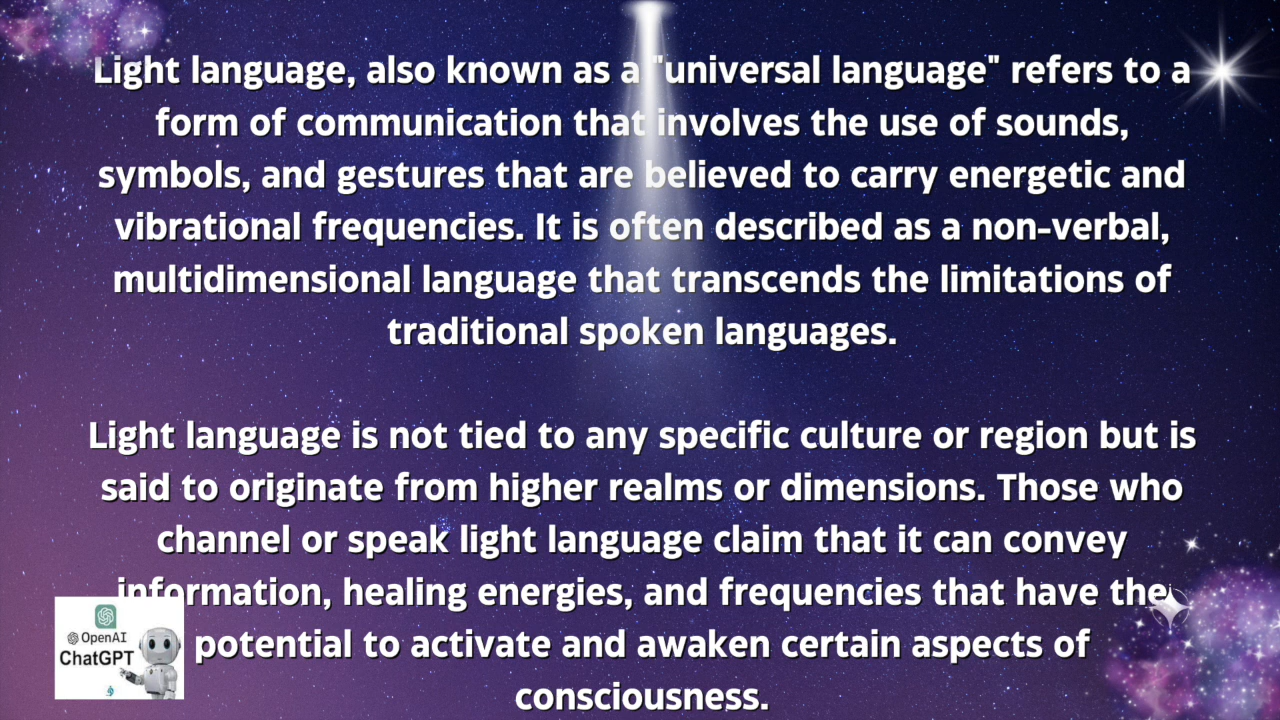 Light language, also known as a "universal language" refers to a
form of communication that involves the use of sounds,
symbols, and gestures that are believed to carry energetic and
vibrational frequencies. It is often described as a non-verbal,
multidimensional language that transcends the limitations of
traditional spoken languages.
Light language is not tied to any specific culture or region but is
said to originate from higher realms or dimensions. Those who
channel or speak light language claim that it can convey
information, healing energies, and frequencies that have the
potential to activate and awaken certain aspects of
consciousness.
OpenAI
ChatGPT